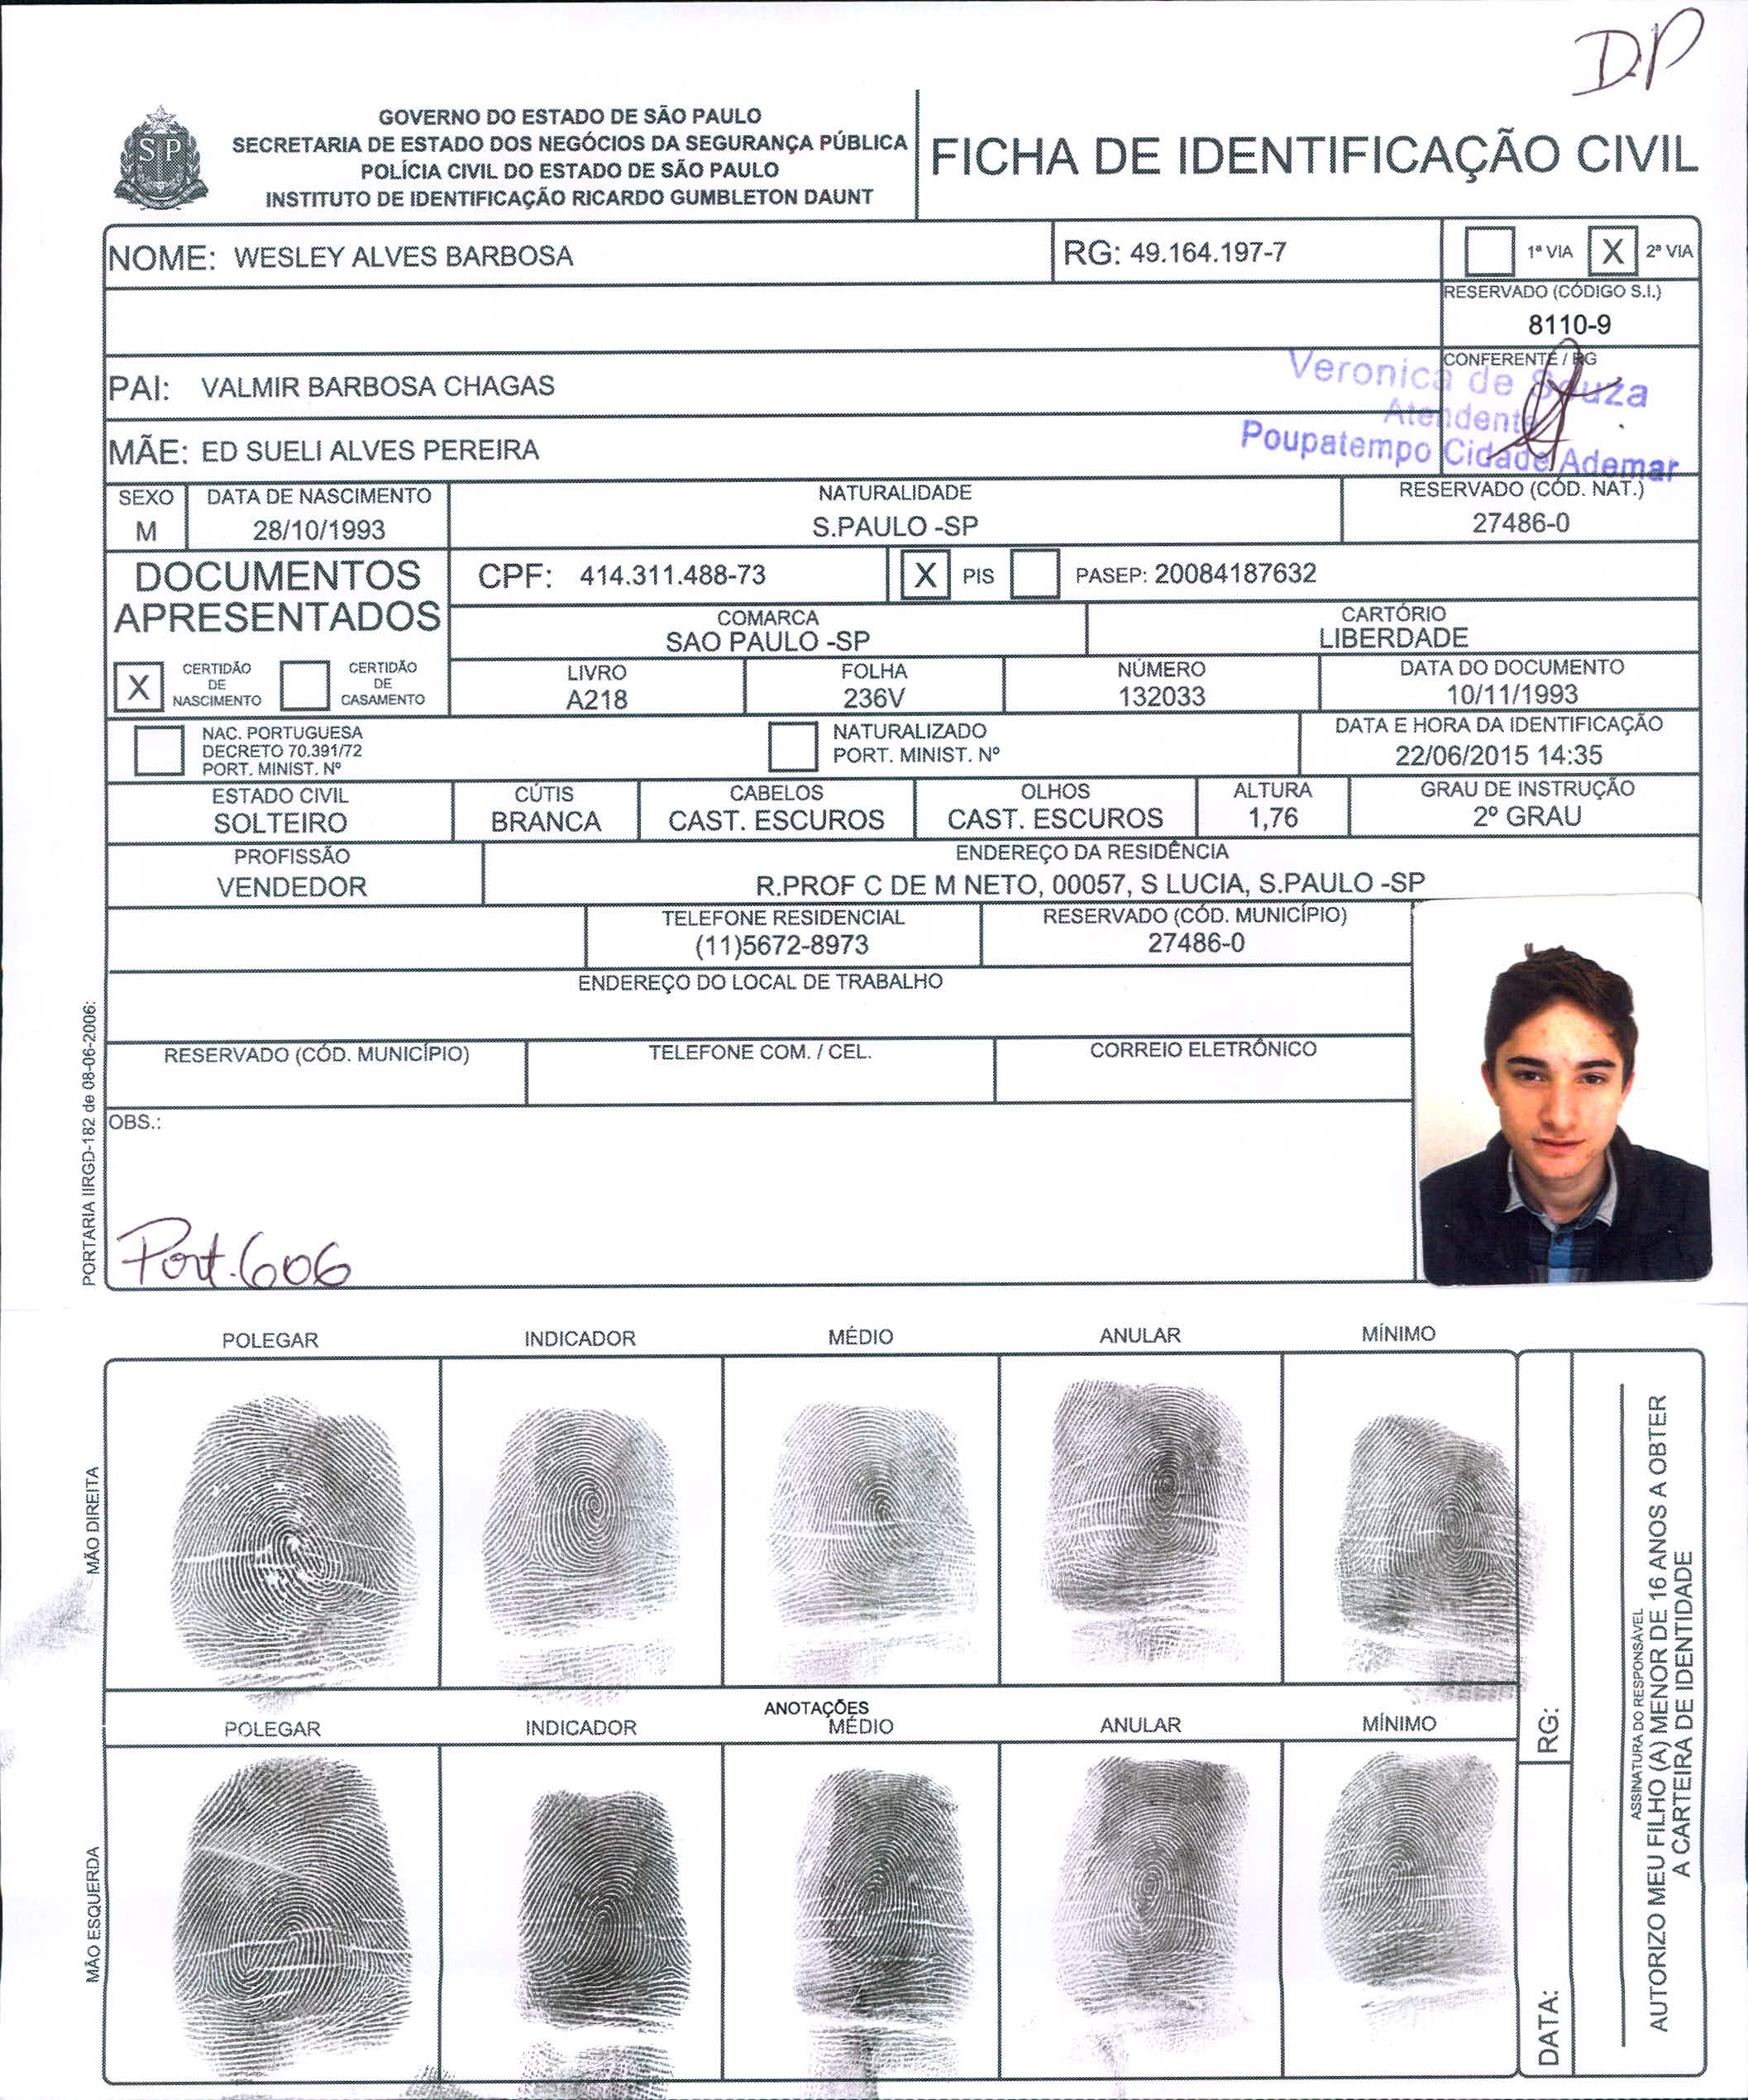 D.P
GOVERNO DO ESTADO DE SÃO PAULO
SECRETARIA DE ESTADO DOS NEGÓCIOS DA SEGURANÇA PÚBLICA
POLÍCIA CIVIL DO ESTADO DE SÃO PAULO
INSTITUTO DE IDENTIFICAÇÃO RICARDO GUMBLETON DAUNT
SP
FICHA DE IDENTIFICAÇÃO CIVIL
NOME: WESLEY ALVES BARBOSA
RG: 49.164.197-7
1ª VIA X 2ª VIA
RESERVADO (CÓDIGO S.I.)
8110-9
PAI: VALMIR BARBOSA CHAGAS
CONFERENTE / RG
Veronica de Souza
Atendente
Poupatempo Cidade Ademar
MÃE: ED SUELI ALVES PEREIRA
SEXO
M
DATA DE NASCIMENTO
28/10/1993
NATURALIDADE
S.PAULO -SP
RESERVADO (CÓD. NAT.)
27486-0
DOCUMENTOS
APRESENTADOS
CPF: 414.311.488-73
X PIS
PASEP: 20084187632
COMARCA
SAO PAULO -SP
CARTÓRIO
LIBERDADE
X CERTIDÃO
DE
NASCIMENTO
CERTIDÃO
DE
CASAMENTO
LIVRO
A218
FOLHA
236V
NÚMERO
132033
DATA DO DOCUMENTO
10/11/1993
NAC. PORTUGUESA
DECRETO 70.391/72
PORT. MINIST. Nº
NATURALIZADO
PORT. MINIST. Nº
DATA E HORA DA IDENTIFICAÇÃO
22/06/2015 14:35
ESTADO CIVIL
SOLTEIRO
CÚTIS
BRANCA
CABELOS
CAST. ESCUROS
OLHOS
CAST. ESCUROS
ALTURA
1,76
GRAU DE INSTRUÇÃO
2º GRAU
PROFISSÃO
VENDEDOR
ENDEREÇO DA RESIDÊNCIA
R.PROF C DE M NETO, 00057, S LUCIA, S.PAULO -SP
TELEFONE RESIDENCIAL
(11)5672-8973
RESERVADO (CÓD. MUNICÍPIO)
27486-0
ENDEREÇO DO LOCAL DE TRABALHO
RESERVADO (CÓD. MUNICÍPIO)
TELEFONE COM. / CEL.
CORREIO ELETRÔNICO
OBS.:
Port.606
PORTARIA IIRGD-182 de 08-06-2006:
POLEGAR
INDICADOR
MÉDIO
ANULAR
MÍNIMO
MÃO DIREITA
ANOTAÇÕES
POLEGAR
INDICADOR
MÉDIO
ANULAR
MÍNIMO
MÃO ESQUERDA
RG:
DATA:
ASSINATURA DO RESPONSÁVEL
AUTORIZO MEU FILHO (A) MENOR DE 16 ANOS A OBTER
A CARTEIRA DE IDENTIDADE